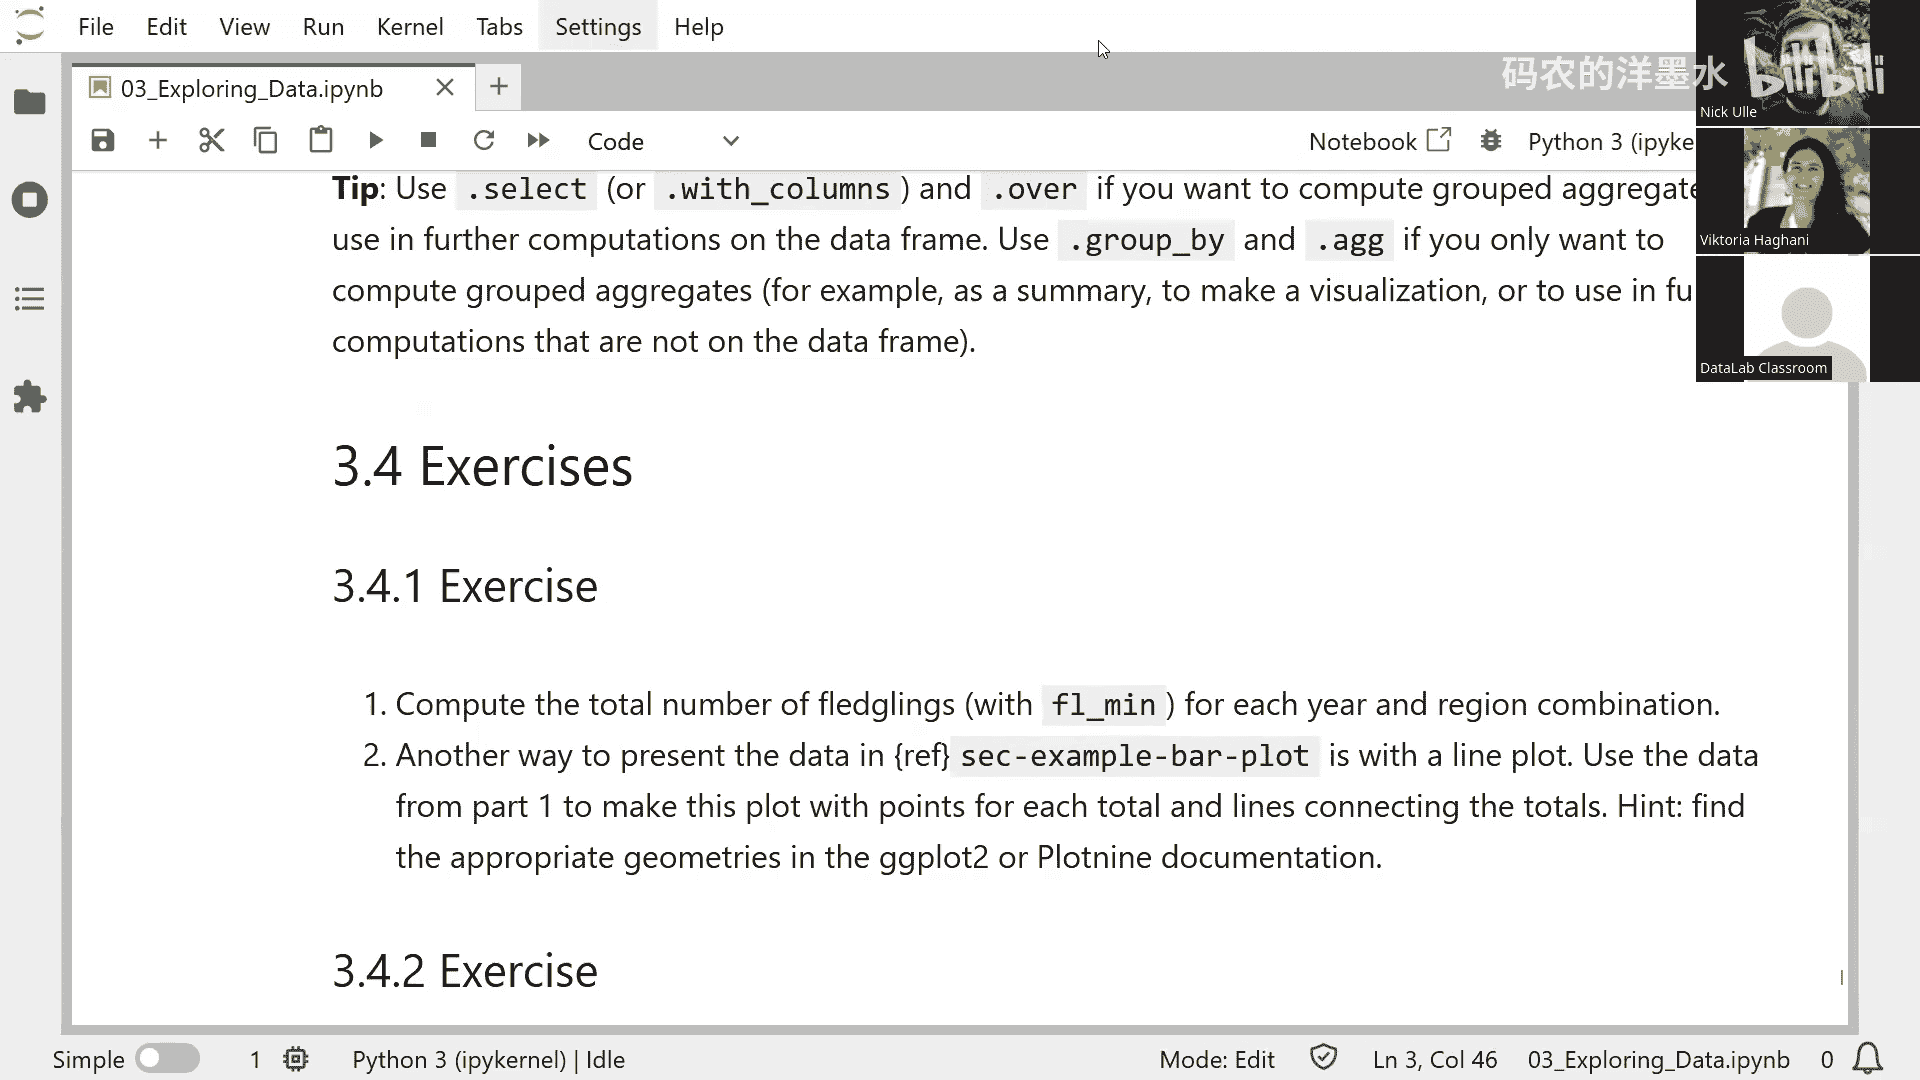 File Edit View Run Kernel Tabs Settings Help
码农的洋墨水 bilibili
03_Exploring_Data.ipynb
Nick Ulle
Code
Notebook
Python 3 (ipyke
Tip: Use .select (or .with_columns ) and .over if you want to compute grouped aggregate
use in further computations on the data frame. Use .group_by and .agg if you only want to
Viktoria Haghani
compute grouped aggregates (for example, as a summary, to make a visualization, or to use in fu
computations that are not on the data frame).
DataLab Classroom
3.4 Exercises
3.4.1 Exercise
1. Compute the total number of fledglings (with fl_min ) for each year and region combination.
2. Another way to present the data in {ref} sec-example-bar-plot is with a line plot. Use the data
from part 1 to make this plot with points for each total and lines connecting the totals. Hint: find
the appropriate geometries in the ggplot2 or Plotnine documentation.
3.4.2 Exercise
Simple 1 Python 3 (ipykernel) | Idle Mode: Edit Ln 3, Col 46 03_Exploring_Data.ipynb 0